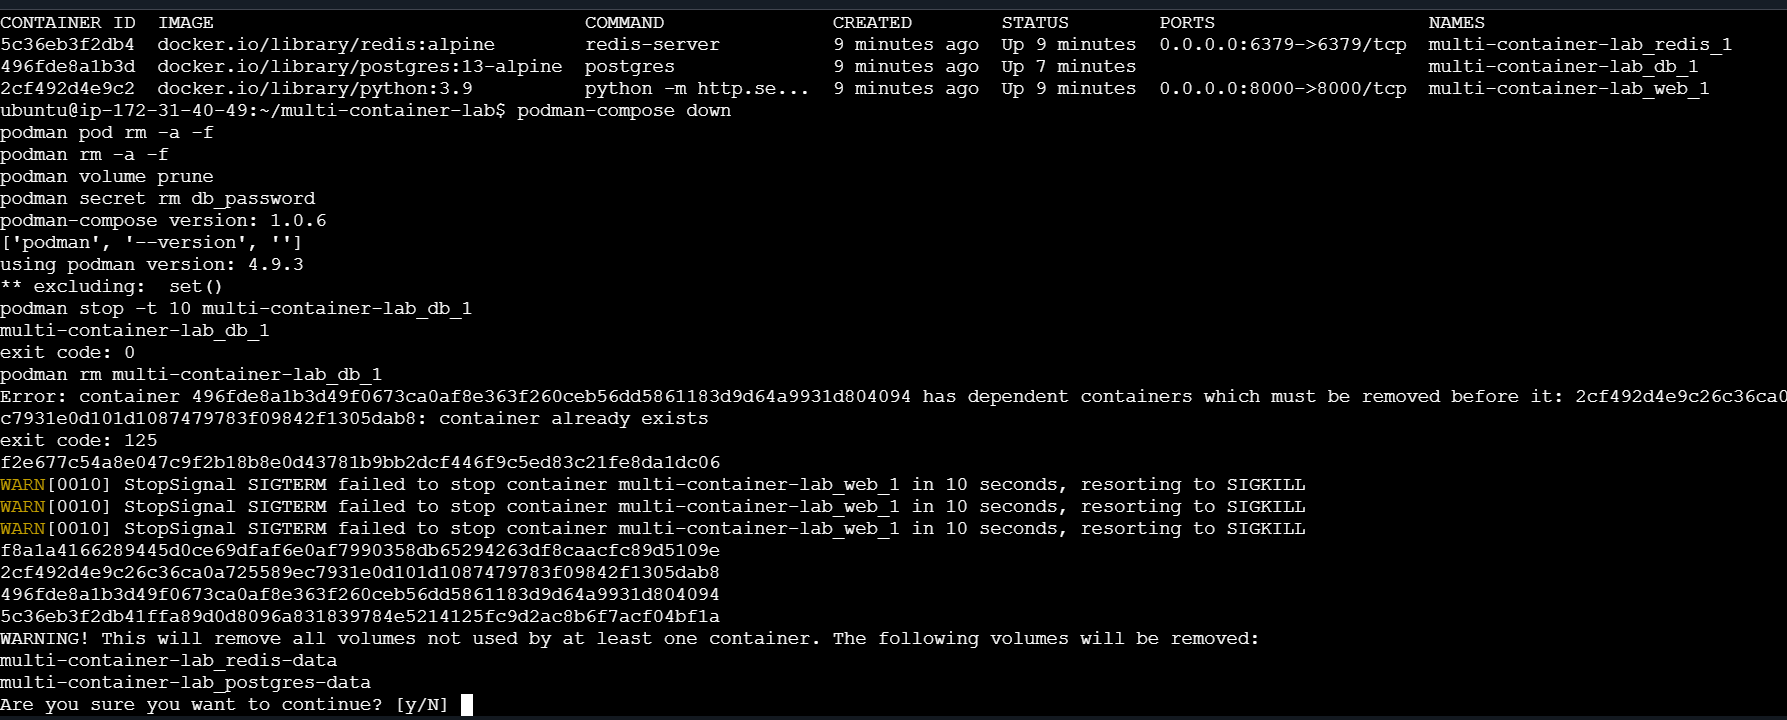 CONTAINER ID  IMAGE                                 COMMAND               CREATED        STATUS        PORTS                   NAMES
5c36eb3f2db4  docker.io/library/redis:alpine        redis-server          9 minutes ago  Up 9 minutes  0.0.0.0:6379->6379/tcp  multi-container-lab_redis_1
496fde8a1b3d  docker.io/library/postgres:13-alpine  postgres              9 minutes ago  Up 7 minutes                          multi-container-lab_db_1
2cf492d4e9c2  docker.io/library/python:3.9          python -m http.se...  9 minutes ago  Up 9 minutes  0.0.0.0:8000->8000/tcp  multi-container-lab_web_1
ubuntu@ip-172-31-40-49:~/multi-container-lab$ podman-compose down
podman pod rm -a -f
podman rm -a -f
podman volume prune
podman secret rm db_password
podman-compose version: 1.0.6
['podman', '--version', '']
using podman version: 4.9.3
** excluding:  set()
podman stop -t 10 multi-container-lab_db_1
multi-container-lab_db_1
exit code: 0
podman rm multi-container-lab_db_1
Error: container 496fde8a1b3d49f0673ca0af8e363f260ceb56dd5861183d9d64a9931d804094 has dependent containers which must be removed before it: 2cf492d4e9c26c36ca0
c7931e0d101d1087479783f09842f1305dab8: container already exists
exit code: 125
f2e677c54a8e047c9f2b18b8e0d43781b9bb2dcf446f9c5ed83c21fe8da1dc06
WARN[0010] StopSignal SIGTERM failed to stop container multi-container-lab_web_1 in 10 seconds, resorting to SIGKILL
WARN[0010] StopSignal SIGTERM failed to stop container multi-container-lab_web_1 in 10 seconds, resorting to SIGKILL
WARN[0010] StopSignal SIGTERM failed to stop container multi-container-lab_web_1 in 10 seconds, resorting to SIGKILL
f8a1a4166289445d0ce69dfaf6e0af7990358db65294263df8caacfc89d5109e
2cf492d4e9c26c36ca0a725589ec7931e0d101d1087479783f09842f1305dab8
496fde8a1b3d49f0673ca0af8e363f260ceb56dd5861183d9d64a9931d804094
5c36eb3f2db41ffa89d0d8096a831839784e5214125fc9d2ac8b6f7acf04bf1a
WARNING! This will remove all volumes not used by at least one container. The following volumes will be removed:
multi-container-lab_redis-data
multi-container-lab_postgres-data
Are you sure you want to continue? [y/N]